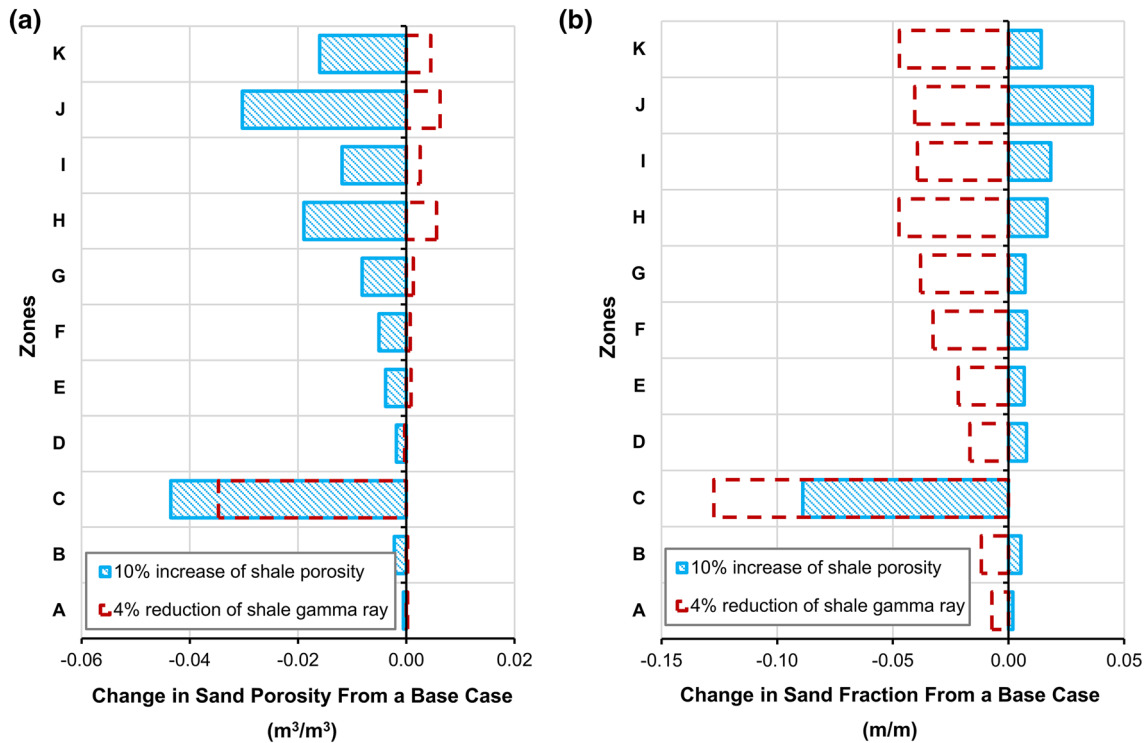 (a)
Zones
K
J
I
H
G
F
E
D
C
B
A
10% increase of shale porosity
4% reduction of shale gamma ray
-0.06 -0.04 -0.02 0.00 0.02
Change in Sand Porosity From a Base Case
(m³/m³)
(b)
Zones
K
J
I
H
G
F
E
D
C
B
A
10% increase of shale porosity
4% reduction of shale gamma ray
-0.15 -0.10 -0.05 0.00 0.05
Change in Sand Fraction From a Base Case
(m/m)